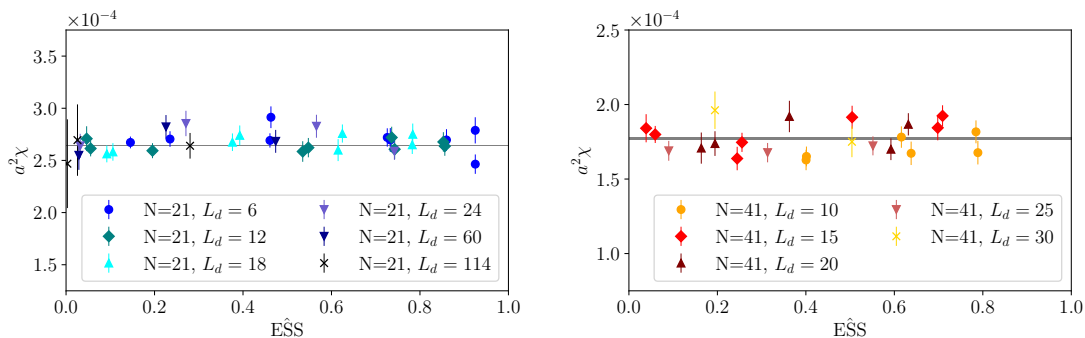 ×10⁻⁴
3.5
3.0
2.5
2.0
1.5
a²χ
N=21, L_d = 6
N=21, L_d = 12
N=21, L_d = 18
N=21, L_d = 24
N=21, L_d = 60
N=21, L_d = 114
0.0 0.2 0.4 0.6 0.8 1.0
ESŜ
×10⁻⁴
2.5
2.0
1.5
1.0
a²χ
N=41, L_d = 10
N=41, L_d = 15
N=41, L_d = 20
N=41, L_d = 25
N=41, L_d = 30
0.0 0.2 0.4 0.6 0.8 1.0
ESŜ